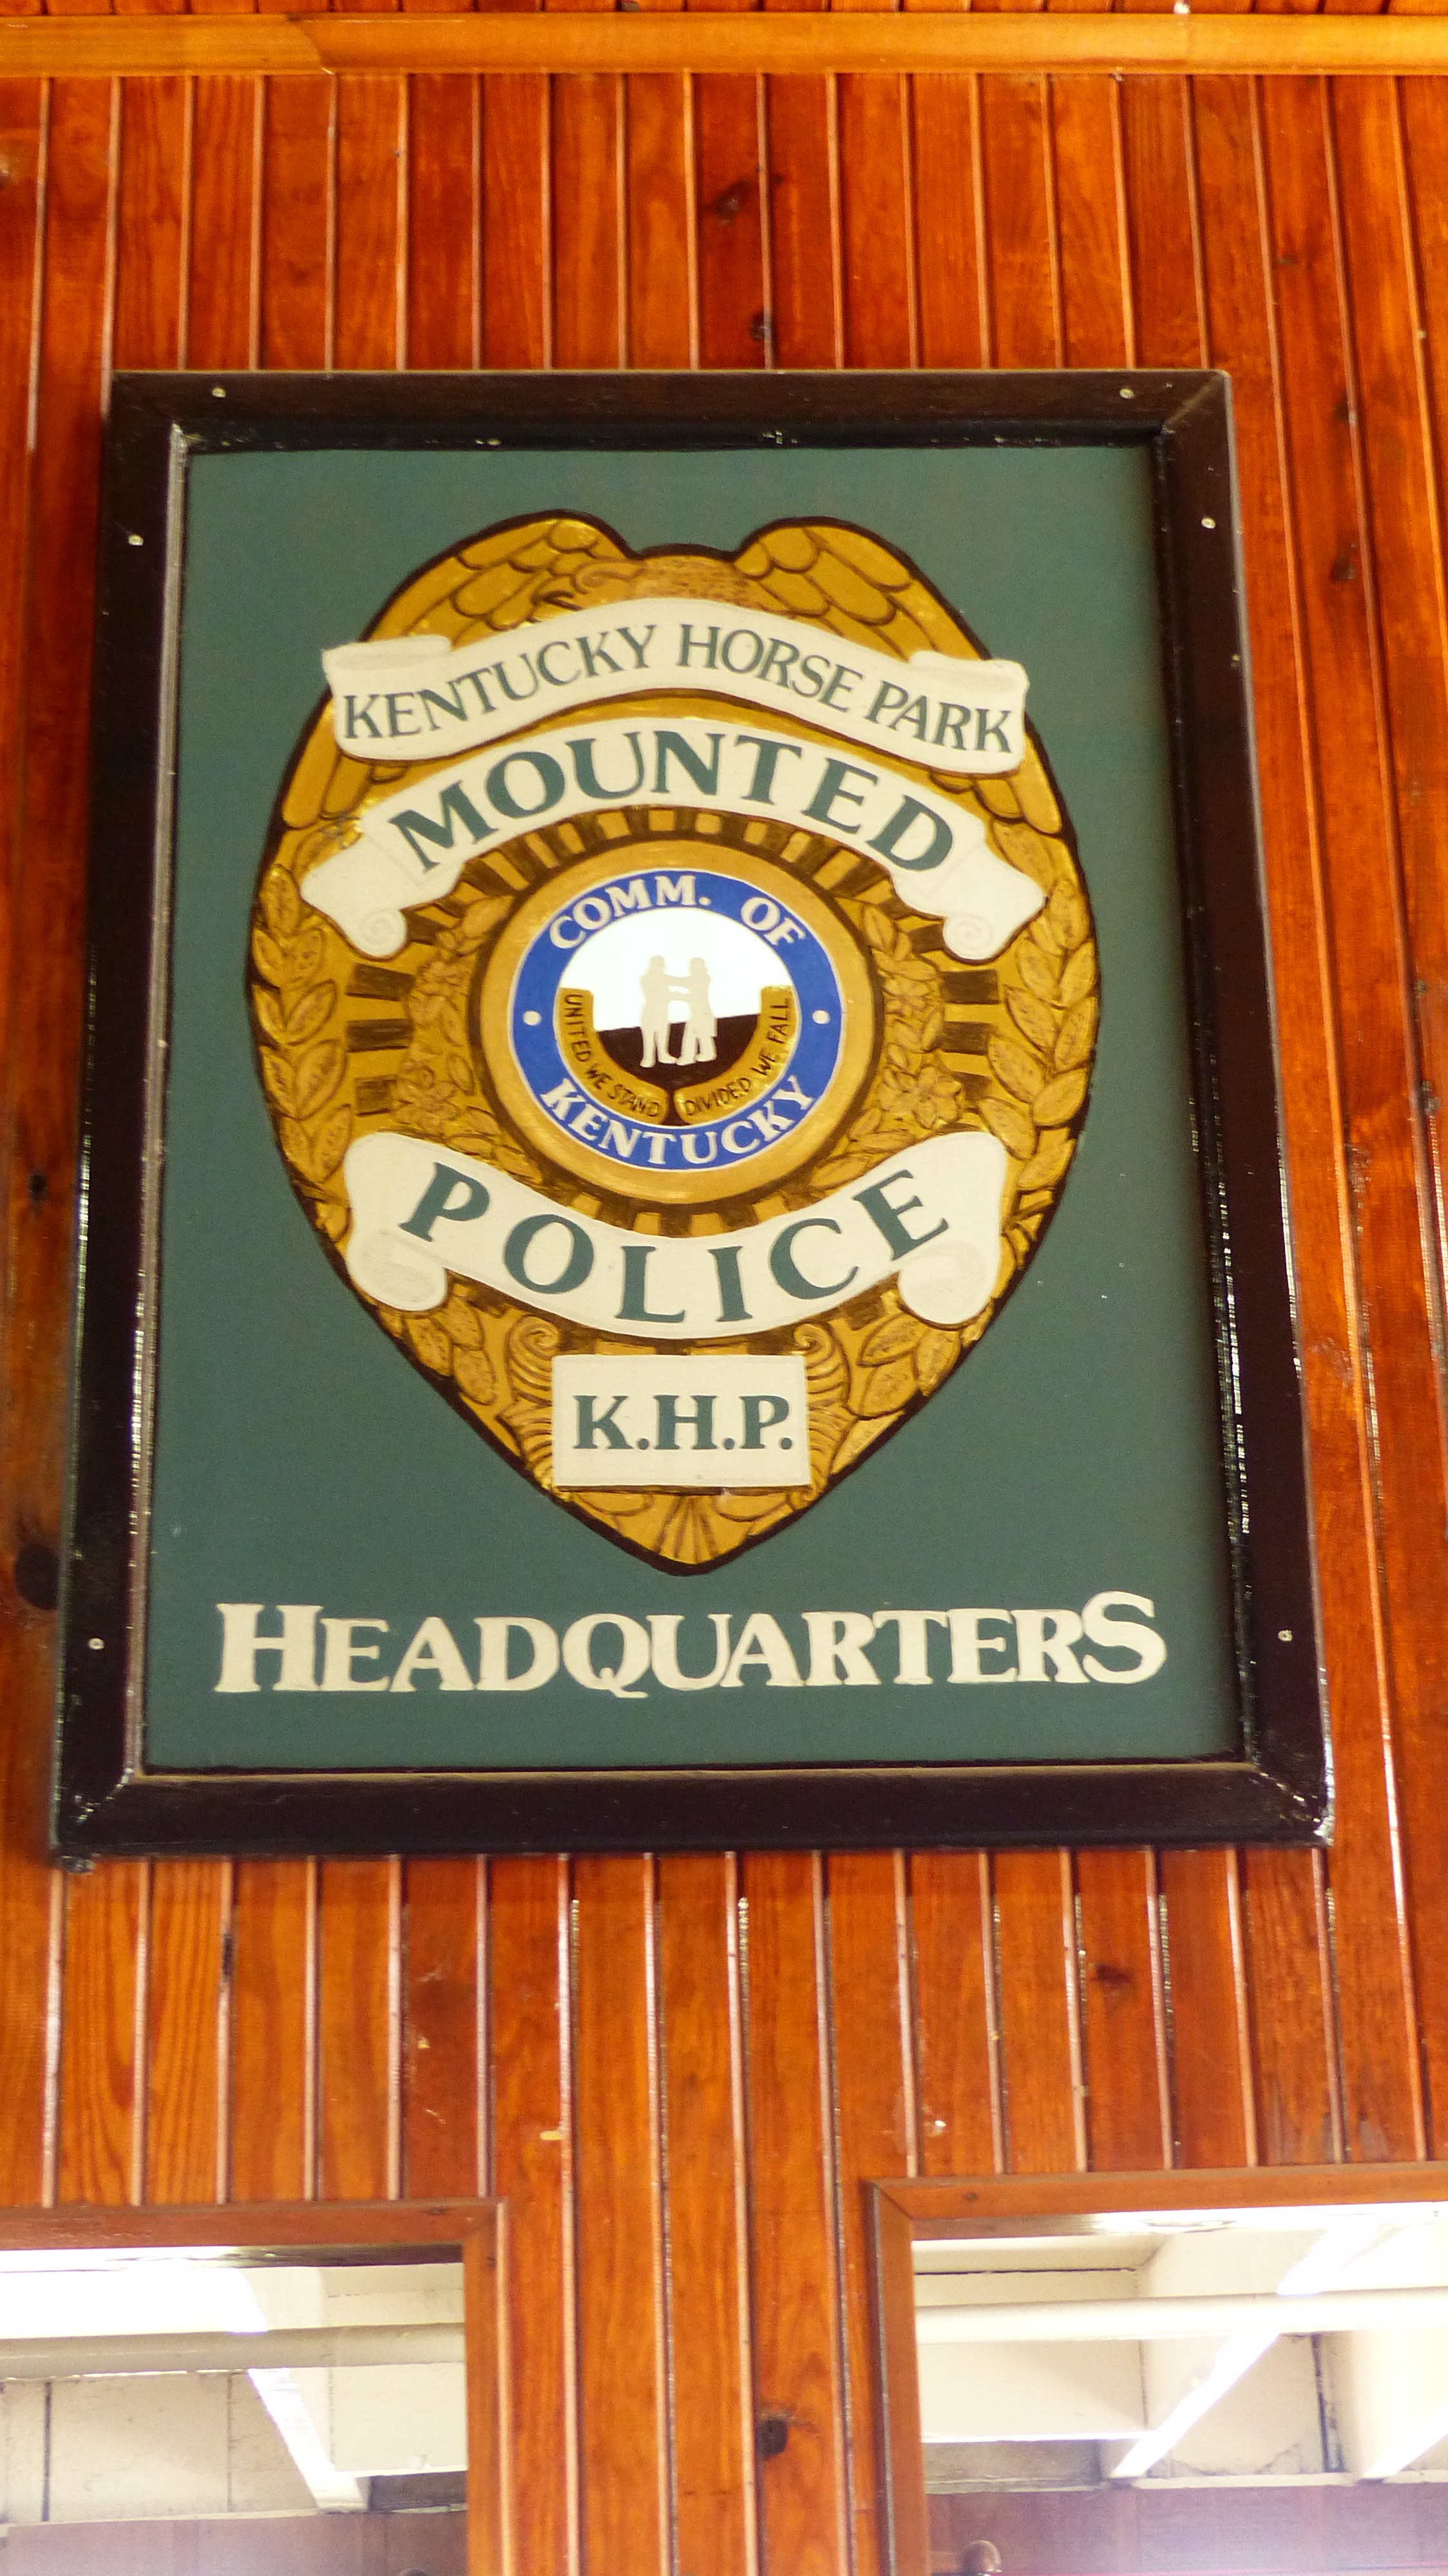 KENTUCKY HORSE PARK
MOUNTED
COMM. OF
UNITED WE STAND DIVIDED WE FALL
KENTUCKY
POLICE
K.H.P.
HEADQUARTERS